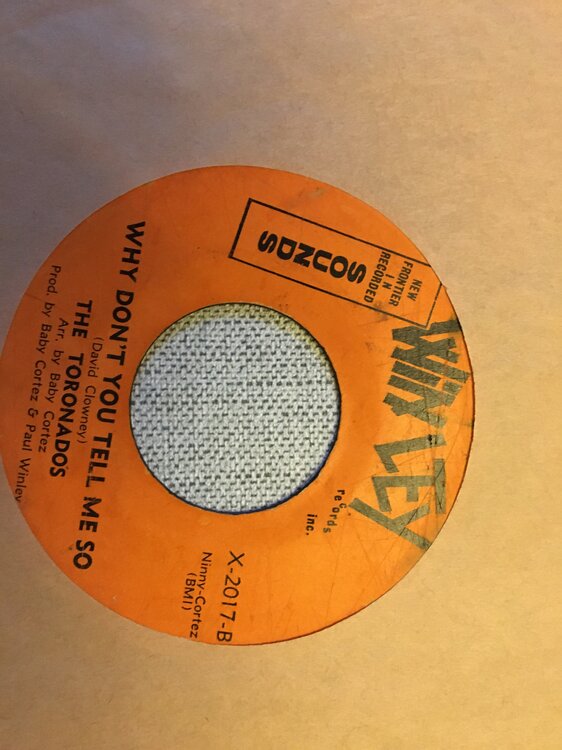 WINLEY
records
inc.
NEW
FRONTIER
IN
RECORDED
SOUNDS
X-2017-B
Ninny-Cortez
(BMI)
WHY DON'T YOU TELL ME SO
(David Clowney)
THE TORONADOS
Arr. by Baby Cortez
Prod. by Baby Cortez & Paul Winley